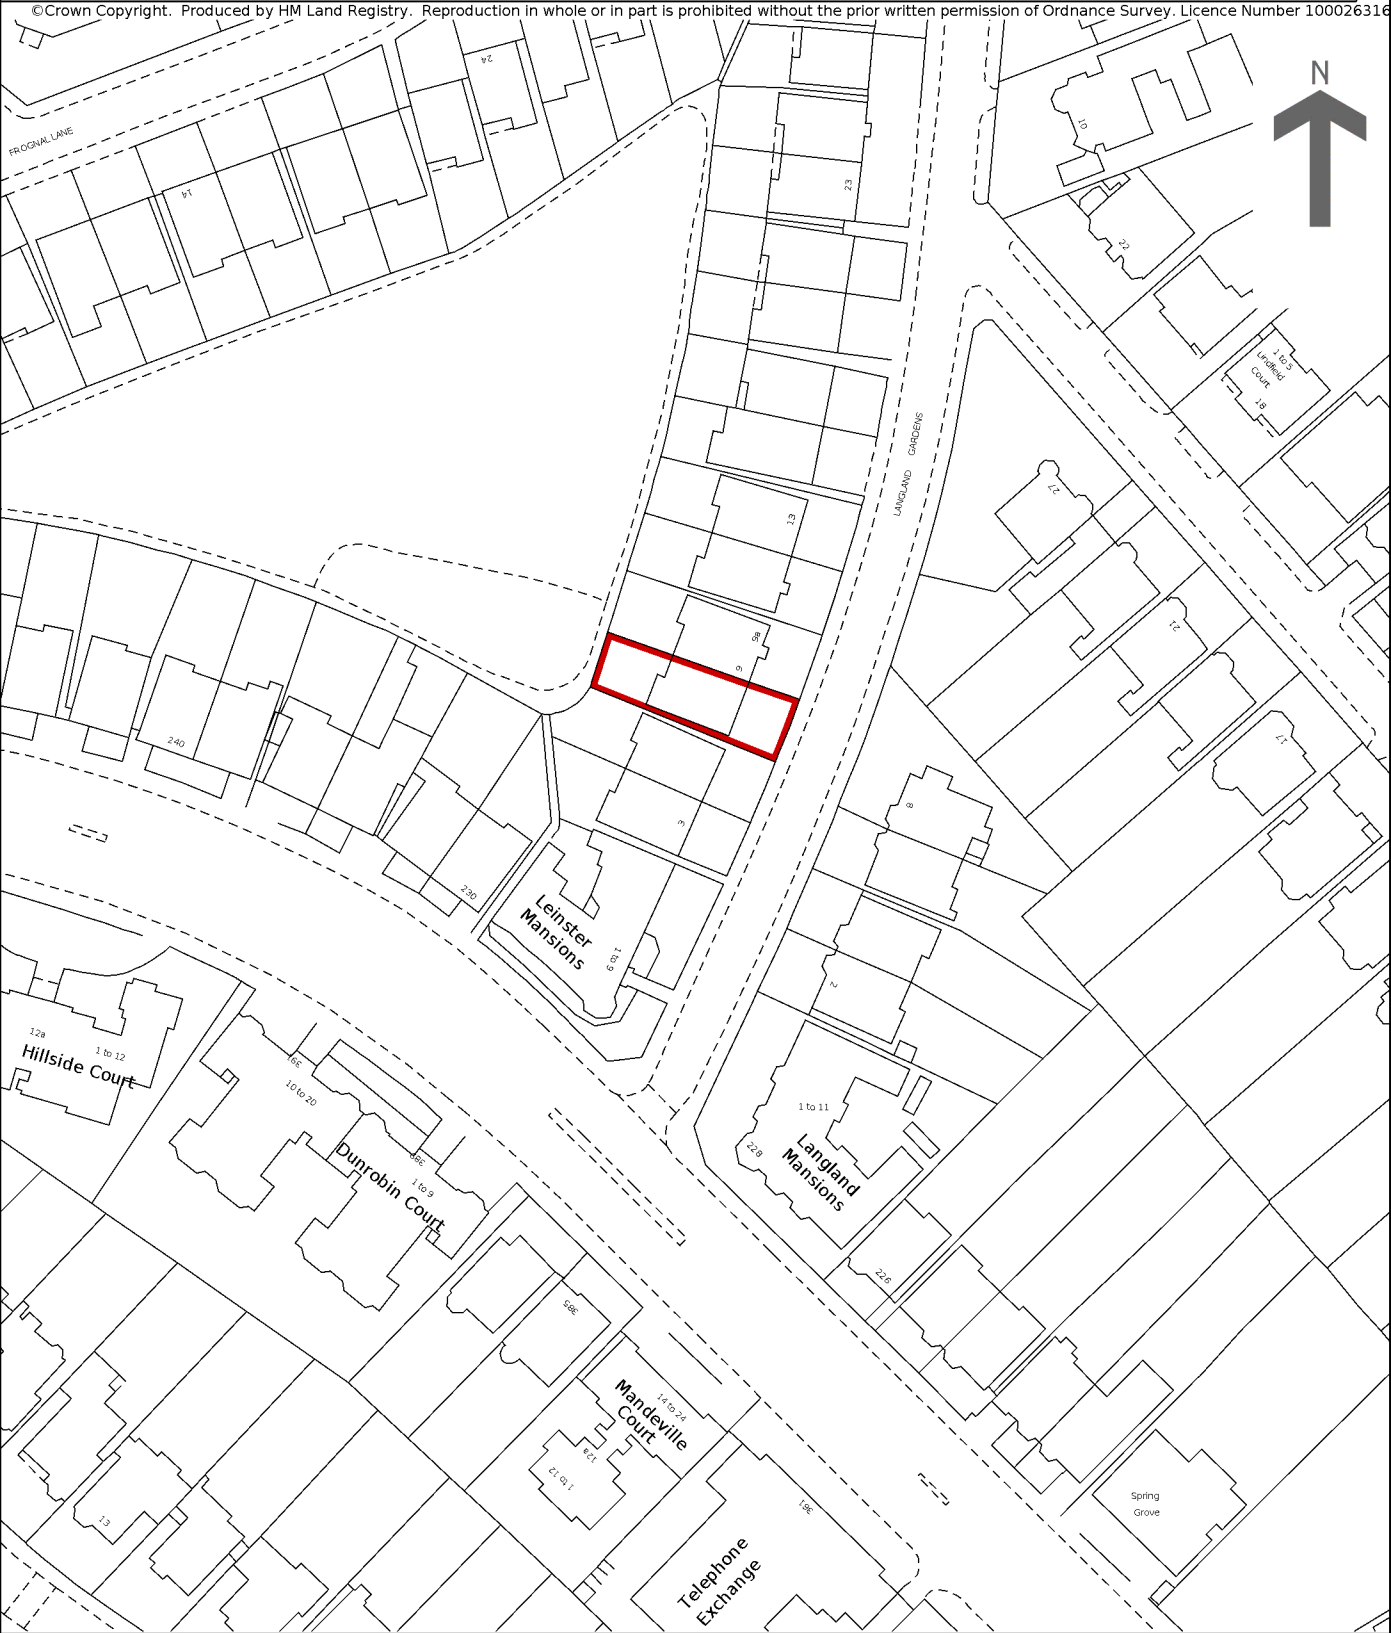 ©Crown Copyright. Produced by HM Land Registry. Reproduction in whole or in part is prohibited without the prior written permission of Ordnance Survey. Licence Number 100026316
N
24
10
FROGNAL LANE
14
23
22
1 to 5
Lindfield
Court
18
LANGLAND GARDENS
27
13
21
9a
9
17
240
8
3
230
Leinster
Mansions
1 to 9
2
12a
1 to 12
Hillside Court
391
10 to 20
1 to 11
228
Langland
Mansions
389
Dunrobin Court
1 to 9
226
385
Mandeville
Court
14 to 24
12a
1 to 12
13
361
Spring
Grove
Telephone
Exchange